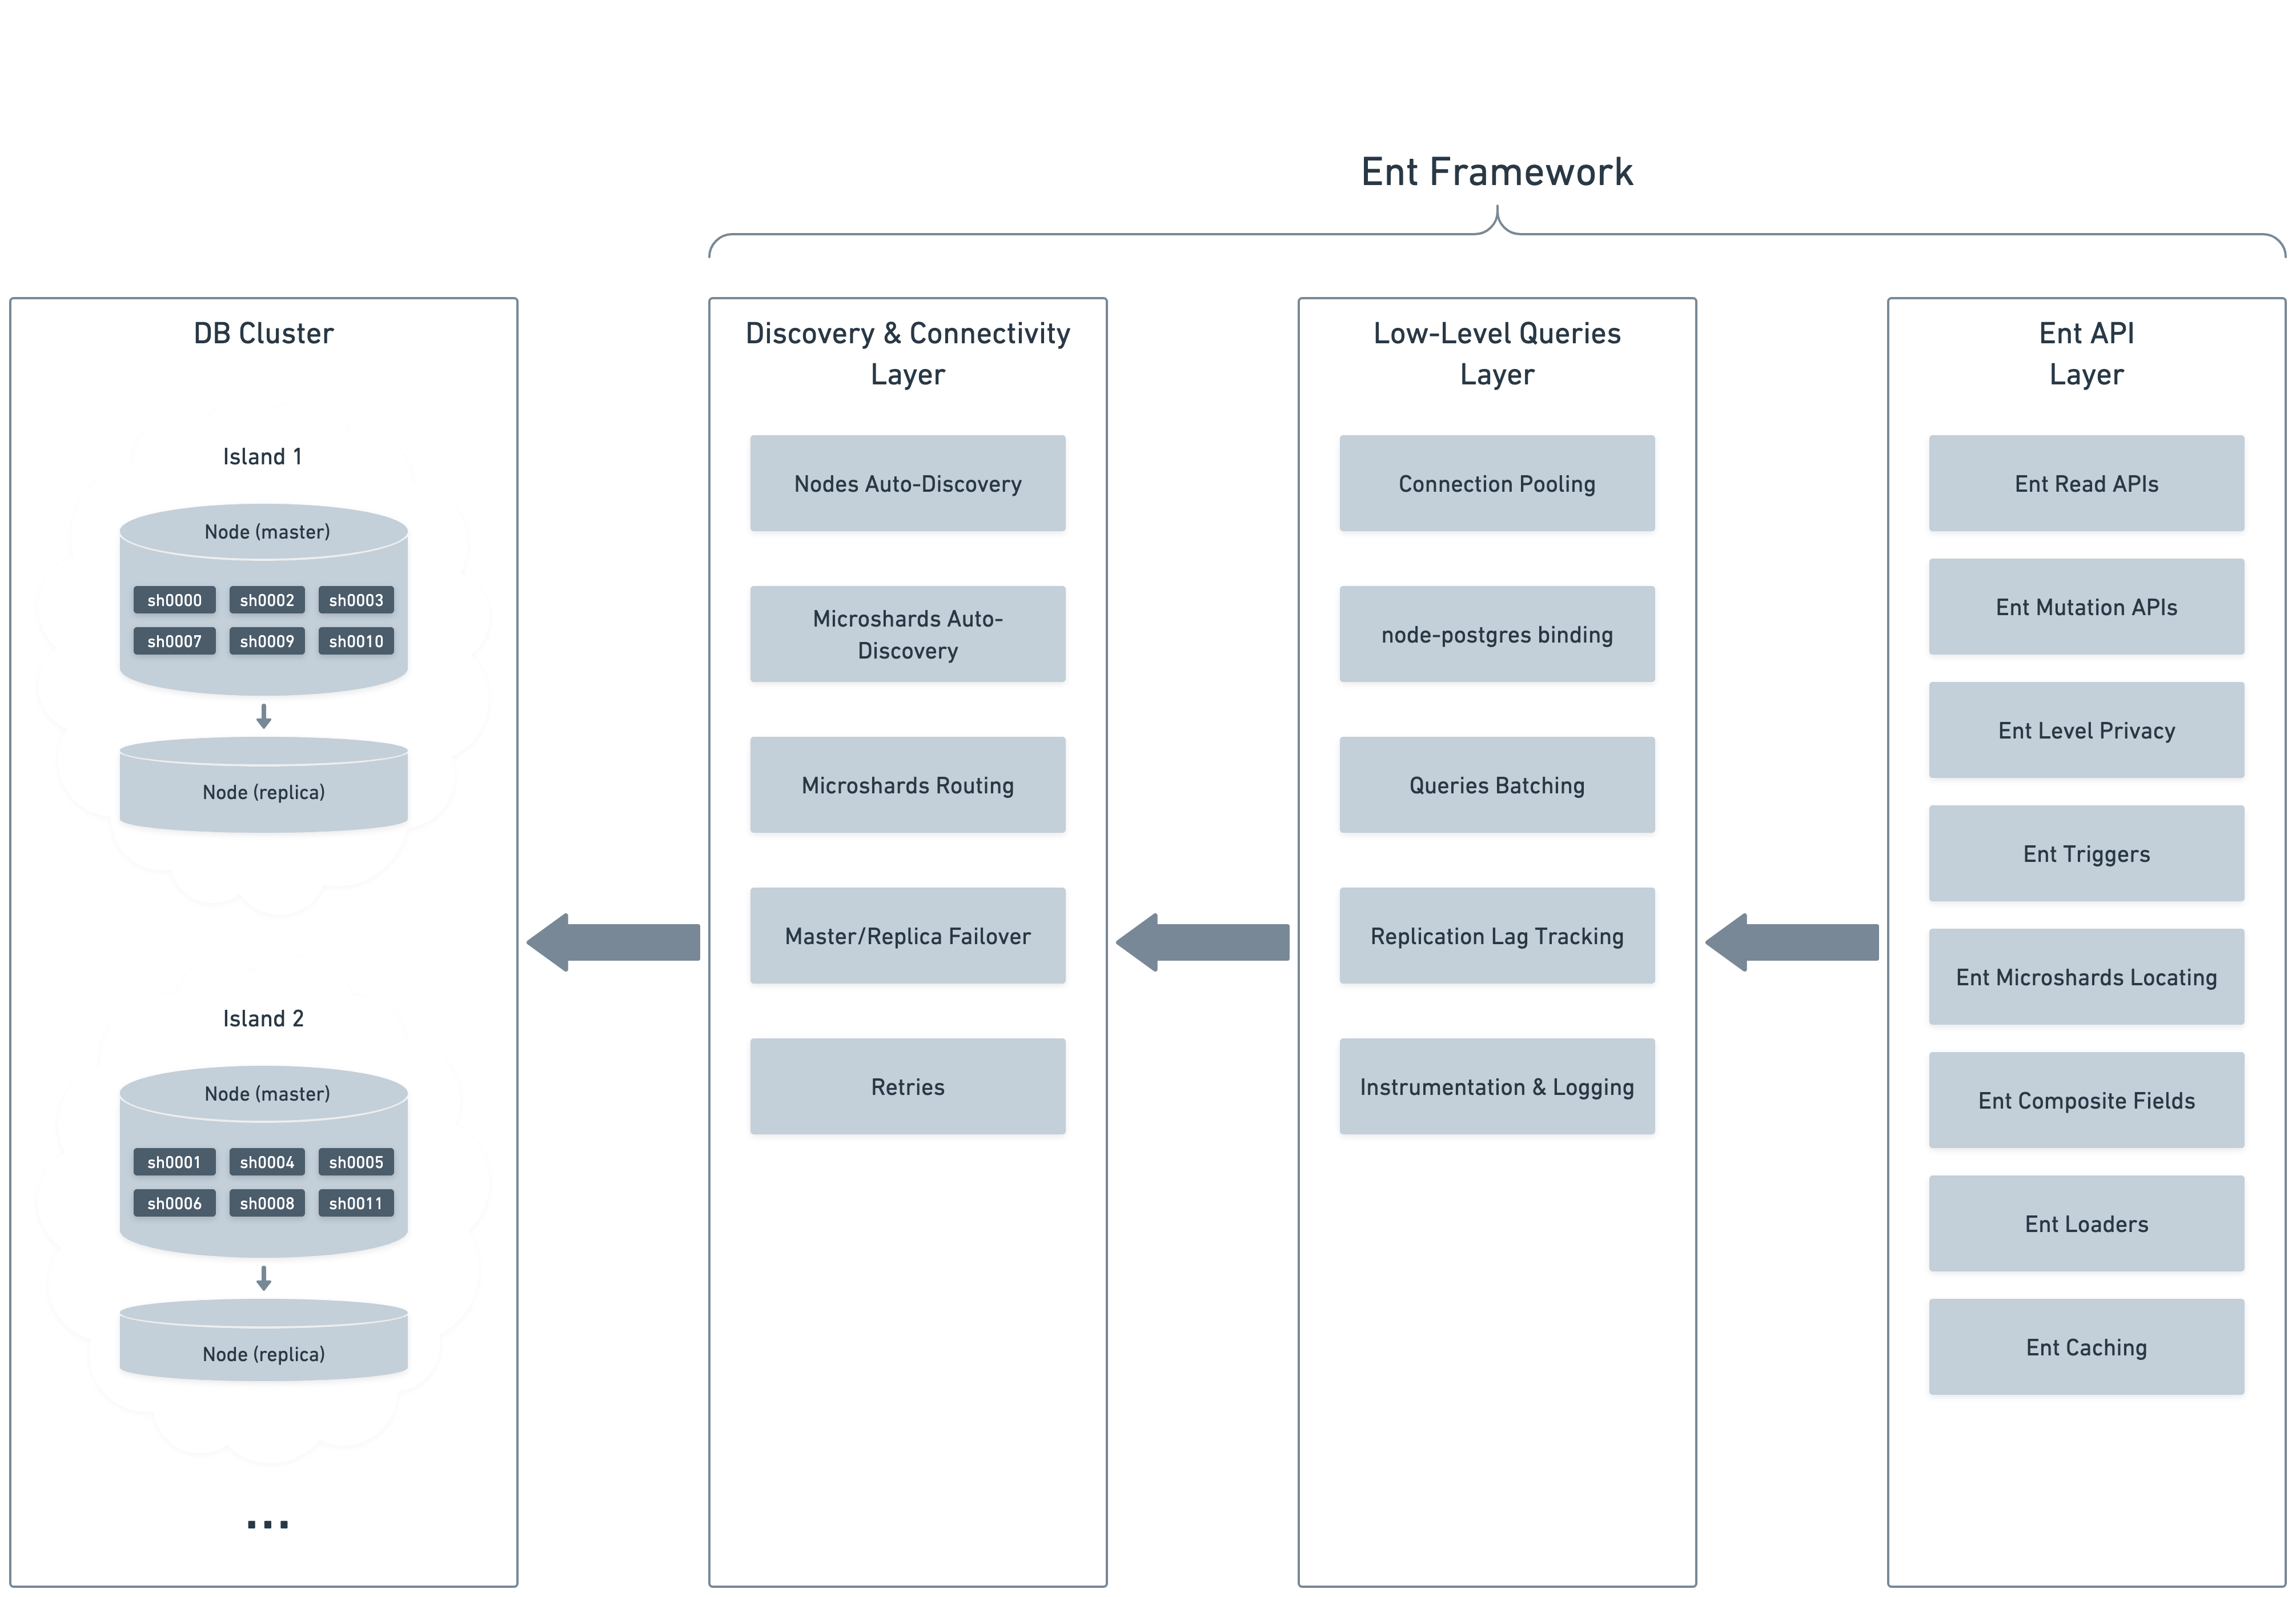 Ent Framework
DB Cluster
Island 1
Node (master)
sh0000 sh0002 sh0003
sh0007 sh0009 sh0010
Node (replica)
Island 2
Node (master)
sh0001 sh0004 sh0005
sh0006 sh0008 sh0011
Node (replica)
...
Discovery & Connectivity
Layer
Nodes Auto-Discovery
Microshards Auto-
Discovery
Microshards Routing
Master/Replica Failover
Retries
Low-Level Queries
Layer
Connection Pooling
node-postgres binding
Queries Batching
Replication Lag Tracking
Instrumentation & Logging
Ent API
Layer
Ent Read APIs
Ent Mutation APIs
Ent Level Privacy
Ent Triggers
Ent Microshards Locating
Ent Composite Fields
Ent Loaders
Ent Caching